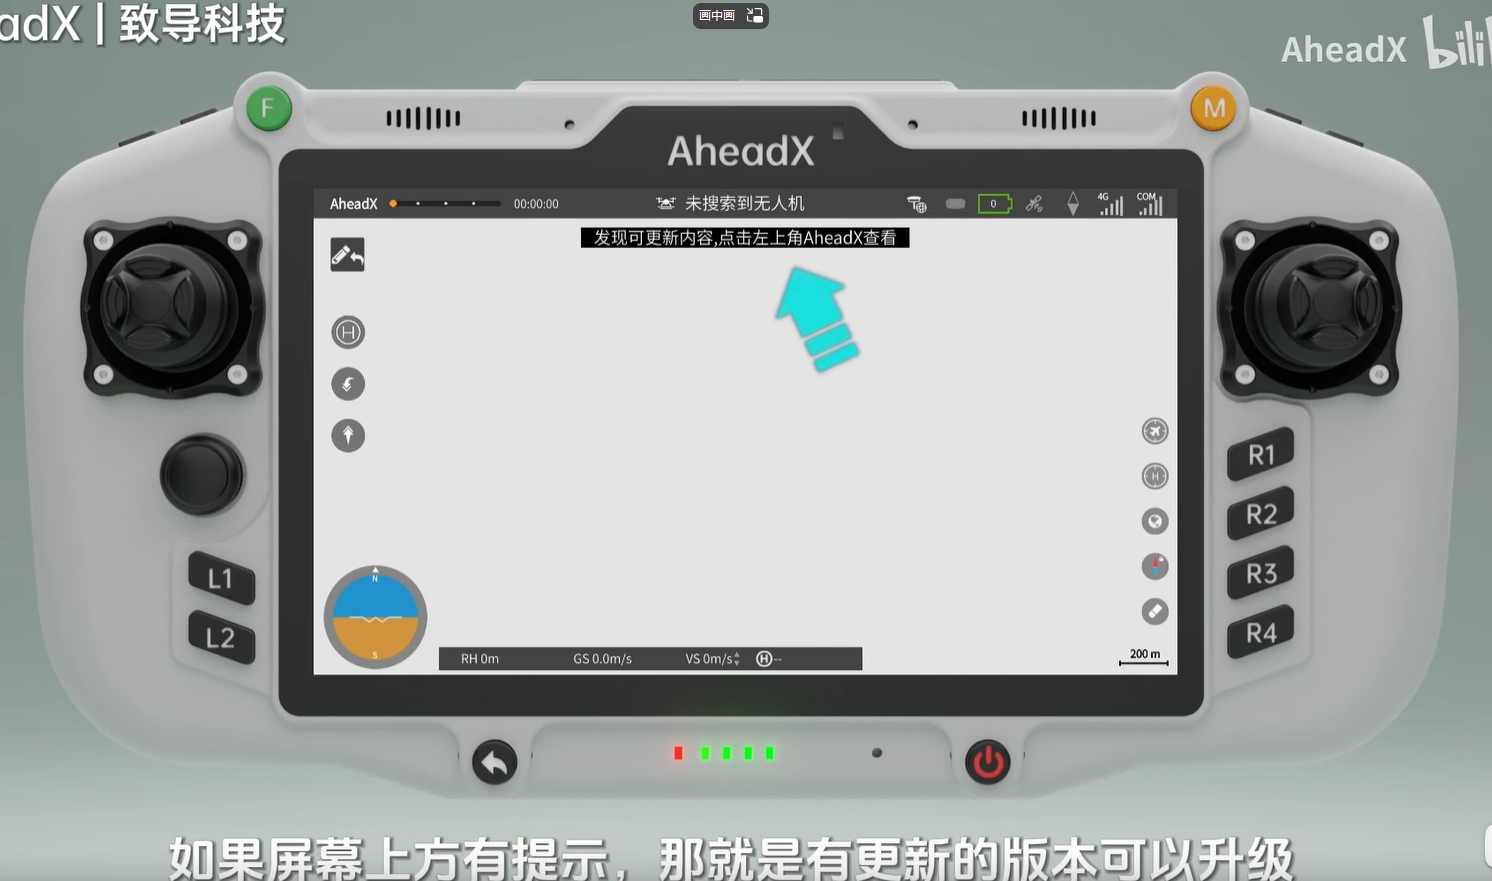 adX | 致导科技
画中画
AheadX bili
F
M
AheadX
AheadX
00:00:00
未搜索到无人机
0
4G
COM
发现可更新内容,点击左上角AheadX查看
H
H
N
S
RH 0m
GS 0.0m/s
VS 0m/s
H --
200 m
L1
L2
R1
R2
R3
R4
如果屏幕上方有提示，那就是有更新的版本可以升级